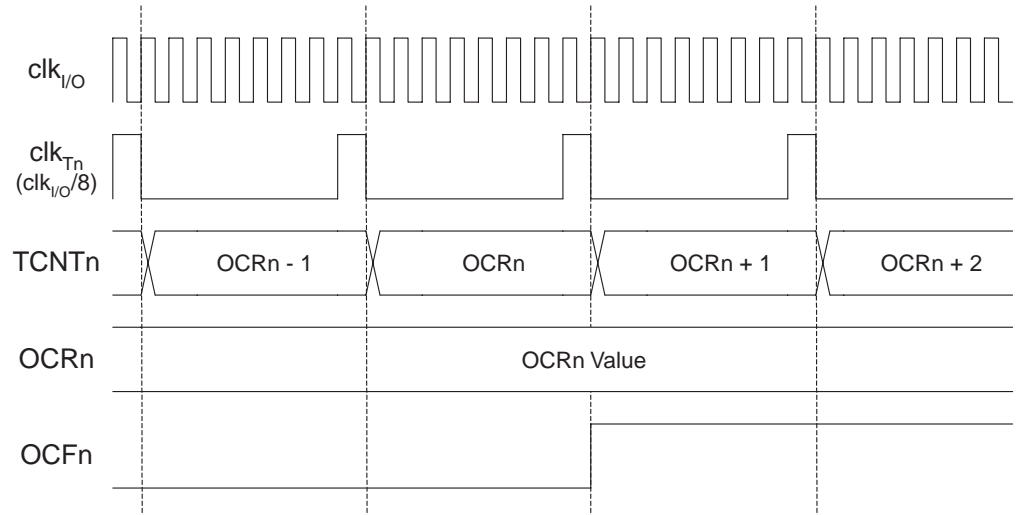 clkI/O
clkTn
(clkI/O/8)
TCNTn
OCRn - 1
OCRn
OCRn + 1
OCRn + 2
OCRn
OCRn Value
OCFn